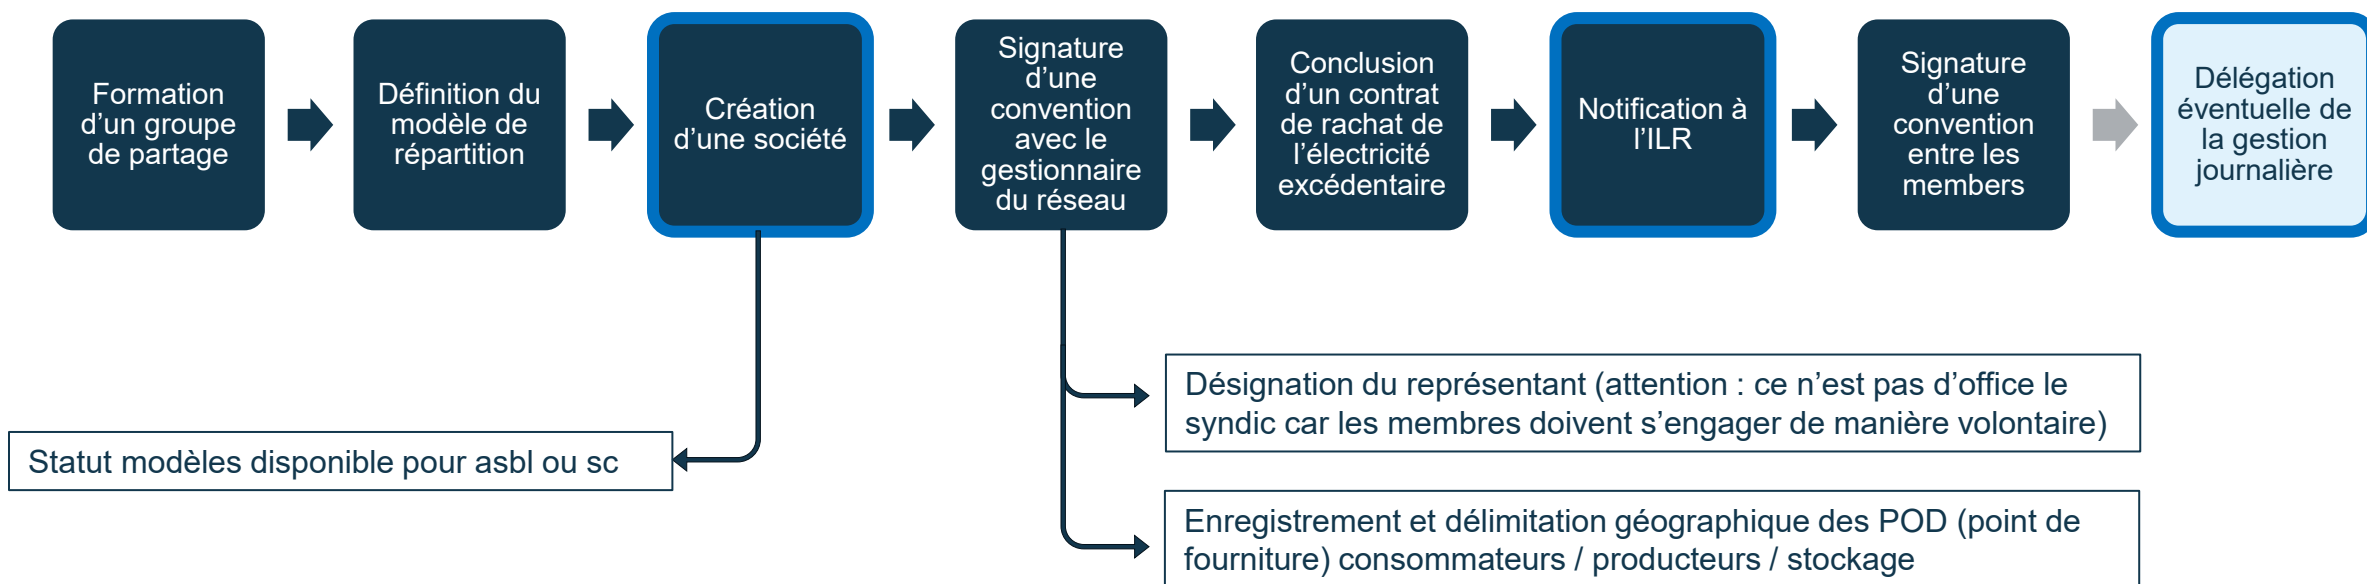 Formation
d’un groupe
de partage
Définition du
modèle de
répartition
Création
d’une société
Signature
d’une
convention
avec le
gestionnaire
du réseau
Conclusion
d’un contrat
de rachat de
l’électricité
excédentaire
Notification à
l’ILR
Signature
d’une
convention
entre les
members
Délégation
éventuelle de
la gestion
journalière
Désignation du représentant (attention : ce n’est pas d’office le
syndic car les membres doivent s’engager de manière volontaire)
Statut modèles disponible pour asbl ou sc
Enregistrement et délimitation géographique des POD (point de
fourniture) consommateurs / producteurs / stockage